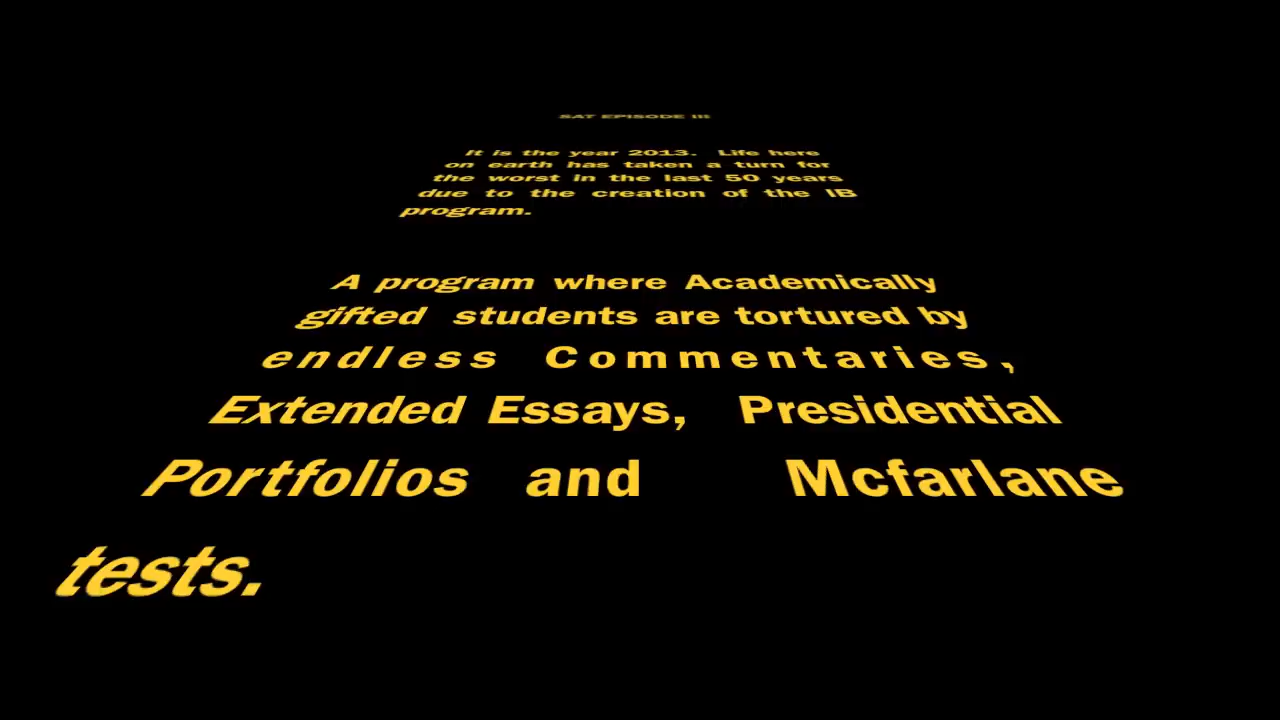 SAT EPISODE III
It is the year 2013. Life here
on earth has taken a turn for
the worst in the last 50 years
due to the creation of the IB
program.
A program where Academically
gifted students are tortured by
endless Commentaries,
Extended Essays, Presidential
Portfolios and Mcfarlane
tests.